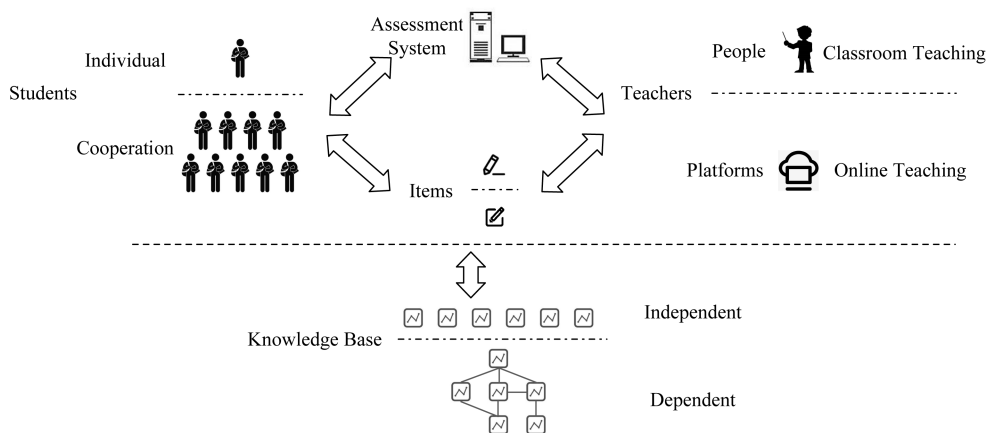 Assessment
System
People
Classroom Teaching
Individual
Students
Teachers
Cooperation
Platforms
Online Teaching
Items
Independent
Knowledge Base
Dependent